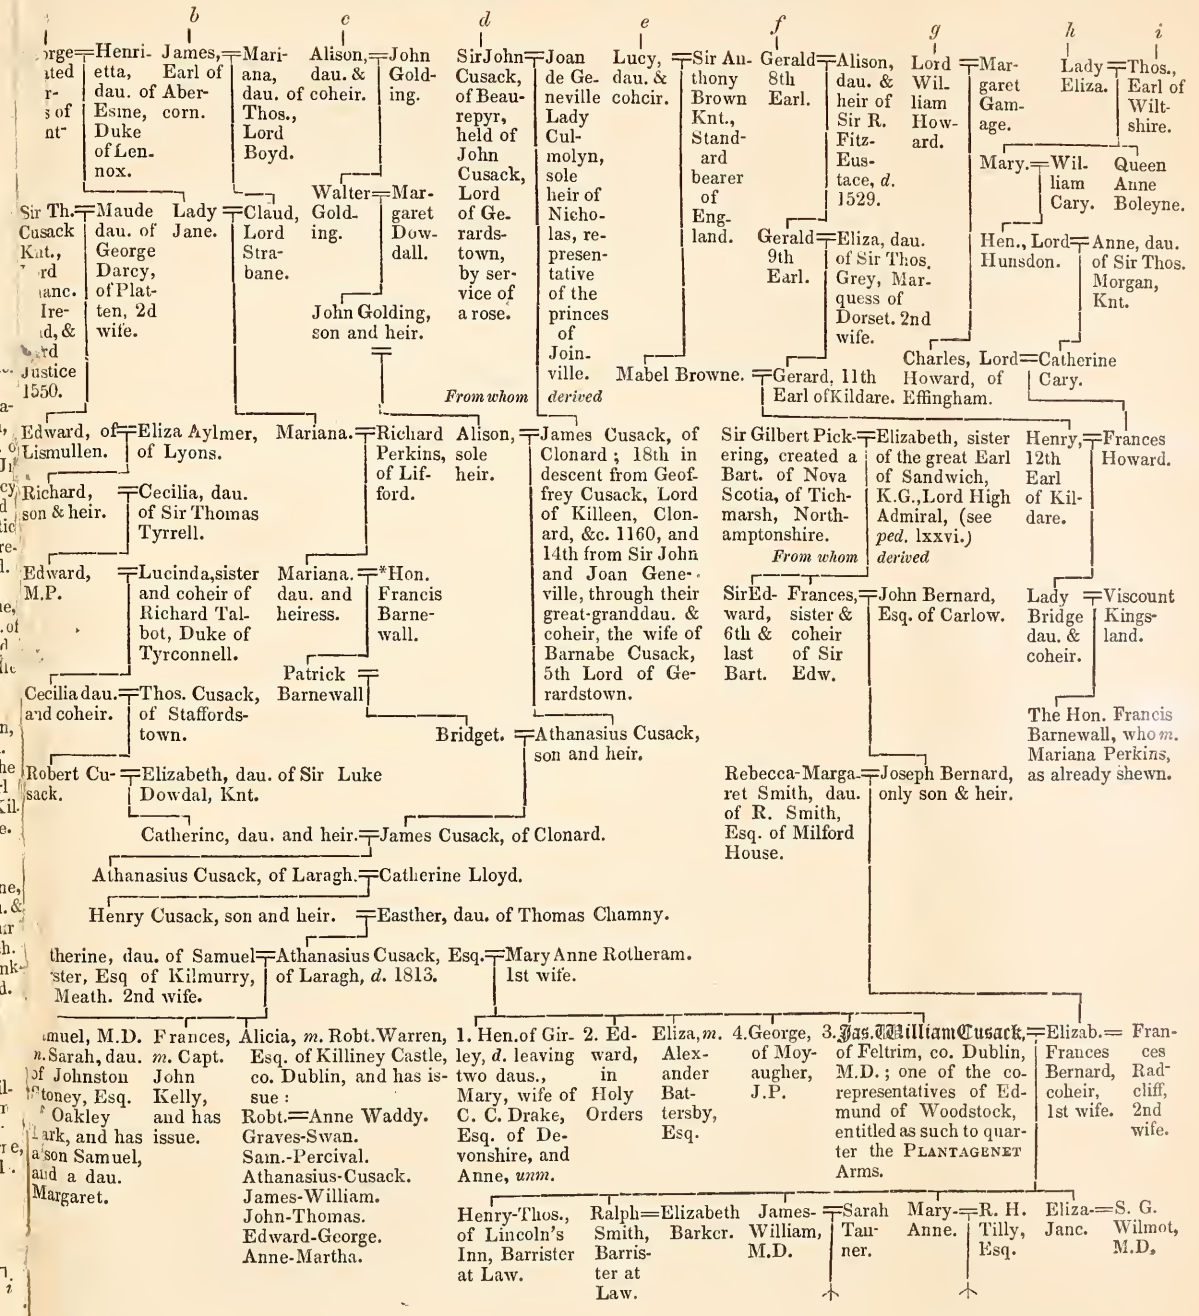 b
c
d
e
f
g
h
i
Henri-
etta,
dau. of
Esme,
Duke
of Len-
nox.
James,
Earl of
Aber-
corn.
Mari-
ana,
dau. of
Thos.,
Lord
Boyd.
Alison,
dau. &
coheir.
John
Gold-
ing.
Sir John
Cusack,
of Beau-
repyr,
held of
John
Cusack,
Lord
of Ge-
rards-
town,
by ser-
vice of
a rose.
Joan
de Ge-
neville
Lady
Cul-
molyn,
sole
heir of
Nicho-
las, re-
presen-
tative
of the
princes
of
Join-
ville.
Lucy,
dau. &
coheir.
Sir An-
thony
Brown
Knt.,
Stand-
ard
bearer
of
Eng-
land.
Gerald
8th
Earl.
Alison,
dau. &
heir of
Sir R.
Fitz-
Eus-
tace, d.
1529.
Lord
Wil-
liam
How-
ard.
Mar-
garet
Gam-
age.
Lady
Eliza.
Thos.,
Earl of
Wilt-
shire.
Mary.
Wil-
liam
Cary.
Queen
Anne
Boleyne.
Sir Th.
Cusack
Knt.,
Ire-
Justice
1550.
Maude
dau. of
George
Darcy,
of Plat-
ten, 2d
wife.
Lady
Jane.
Claud,
Lord
Stra-
bane.
Walter
Gold-
ing.
Mar-
garet
Dow-
dall.
Gerald
9th
Earl.
Eliza, dau.
of Sir Thos.
Grey, Mar-
quess of
Dorset. 2nd
wife.
Hen., Lord
Hunsdon.
Anne, dau.
of Sir Thos.
Morgan,
Knt.
John Golding,
son and heir.
Mabel Browne.
Gerard, 11th
Earl of Kildare.
Charles, Lord
Howard, of
Effingham.
Catherine
Cary.
From whom derived
Edward, of
Lismullen.
Eliza Aylmer,
of Lyons.
Mariana.
Richard
Perkins,
of Lif-
ford.
Alison,
sole
heir.
James Cusack, of
Clonard; 18th in
descent from Geof-
frey Cusack, Lord
of Killeen, Clon-
ard, &c. 1160, and
14th from Sir John
and Joan Gene-
ville, through their
great-granddau. &
coheir, the wife of
Barnabe Cusack,
5th Lord of Ge-
rardstown.
Sir Gilbert Pick-
ering, created a
Bart. of Nova
Scotia, of Tich-
marsh, North-
amptonshire.
Elizabeth, sister
of the great Earl
of Sandwich,
K.G., Lord High
Admiral, (see
ped. lxxvi.)
Henry,
12th
Earl
of Kil-
dare.
Frances
Howard.
From whom derived
Richard,
son & heir.
Cecilia, dau.
of Sir Thomas
Tyrrell.
Edward,
M.P.
Lucinda, sister
and coheir of
Richard Tal-
bot, Duke of
Tyrconnell.
Mariana.
dau. and
heiress.
*Hon.
Francis
Barne-
wall.
Sir Ed-
ward,
6th &
last
Bart.
Frances,
sister &
coheir
of Sir
Edw.
John Bernard,
Esq. of Carlow.
Lady
Bridge
dau. &
coheir.
Viscount
Kings-
land.
Patrick
Barnewall
Cecilia dau.
and coheir.
Thos. Cusack,
of Staffords-
town.
Bridget.
Athanasius Cusack,
son and heir.
The Hon. Francis
Barnewall, who m.
Mariana Perkins,
as already shewn.
Robert Cu-
sack.
Elizabeth, dau. of Sir Luke
Dowdal, Knt.
Rebecca-Marga-
ret Smith, dau.
of R. Smith,
Esq. of Milford
House.
Joseph Bernard,
only son & heir.
Catherine, dau. and heir.
James Cusack, of Clonard.
Athanasius Cusack, of Laragh.
Catherine Lloyd.
Henry Cusack, son and heir.
Easther, dau. of Thomas Chamny.
therine, dau. of Samuel
ster, Esq of Kilmurry,
Meath. 2nd wife.
Athanasius Cusack, Esq.
of Laragh, d. 1813.
Mary Anne Rotheram.
1st wife.
muel, M.D.
Sarah, dau.
of Johnston
toney, Esq.
Oakley
ark, and has
a son Samuel,
and a dau.
Margaret.
Frances,
m. Capt.
John
Kelly,
and has
issue.
Alicia, m. Robt. Warren,
Esq. of Killiney Castle,
co. Dublin, and has is-
sue :
Robt.=Anne Waddy.
Graves-Swan.
Sam.-Percival.
Athanasius-Cusack.
James-William.
John-Thomas.
Edward-George.
Anne-Martha.
1. Hen. of Gir-
ley, d. leaving
two daus.,
Mary, wife of
C. C. Drake,
Esq. of De-
vonshire, and
Anne, unm.
2. Ed-
ward,
in
Holy
Orders
Eliza, m.
Alex-
ander
Bat-
tersby,
Esq.
4. George,
of Moy-
augher,
J.P.
3. Jas. William Cusack,
of Feltrim, co. Dublin,
M.D.; one of the co-
representatives of Ed-
mund of Woodstock,
entitled as such to quar-
ter the PLANTAGENET
Arms.
Elizab.=
Frances
Bernard,
coheir,
1st wife.
Fran-
ces
Rad-
cliff,
2nd
wife.
Henry-Thos.,
of Lincoln's
Inn, Barrister
at Law.
Ralph=Elizabeth
Smith, Barker.
Barris-
ter at
Law.
James-
William,
M.D.
Sarah
Tan-
ner.
Mary-
Anne.
R. H.
Tilly,
Esq.
Eliza-
Jane.
S. G.
Wilmot,
M.D.